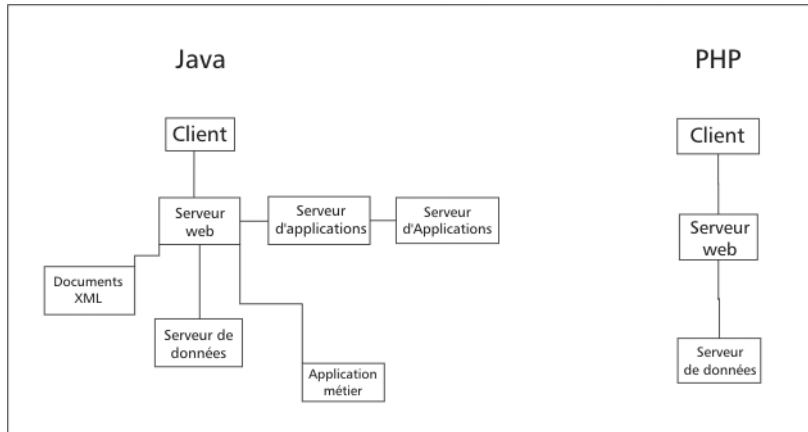 Java
PHP
Client
Client
Serveur
web
Serveur
d'applications
Serveur
d'Applications
Serveur
web
Documents
XML
Serveur de
données
Serveur
de données
Application
métier